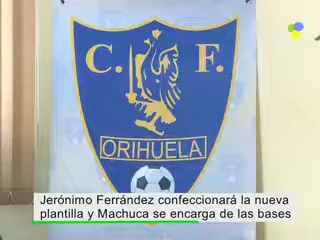 C. F.
ORIHUELA
Jerónimo Ferrández confeccionará la nueva
plantilla y Machuca se encarga de las bases